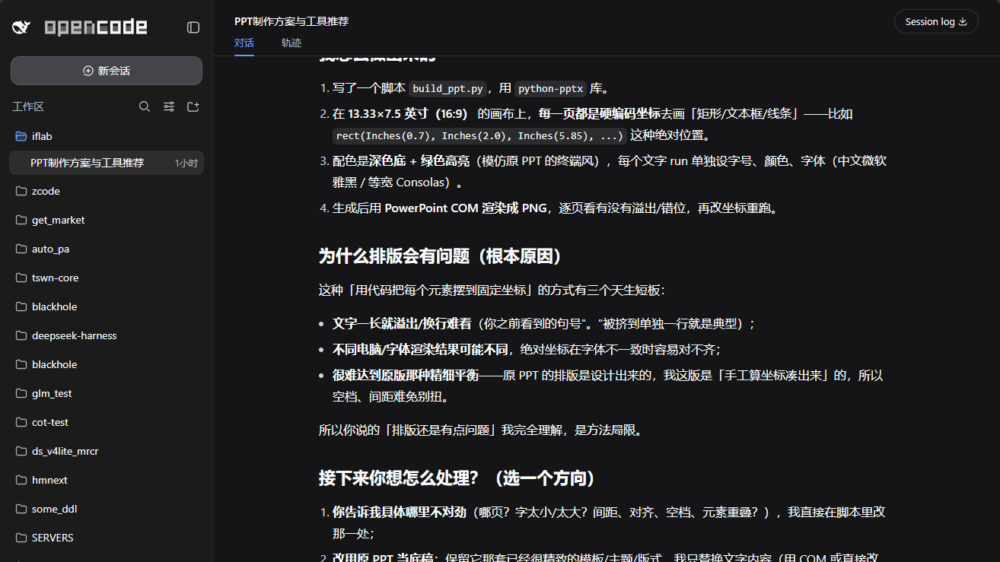 opencode
新会话
工作区
iflab
PPT制作方案与工具推荐 1小时
zcode
get_market
auto_pa
tswn-core
blackhole
deepseek-harness
blackhole
glm_test
cot-test
ds_v4lite_mrcr
hmnext
some_ddl
SERVERS
PPT制作方案与工具推荐
Session log
对话 轨迹
1. 写了一个脚本 build_ppt.py，用 python-pptx 库。
2. 在 13.33×7.5 英寸（16:9） 的画布上，每一页都是硬编码坐标去画「矩形/文本框/线条」——比如
rect(Inches(0.7), Inches(2.0), Inches(5.85), ...) 这种绝对位置。
3. 配色是深色底 + 绿色高亮（模仿原 PPT 的终端风），每个文字 run 单独设字号、颜色、字体（中文微软
雅黑 / 等宽 Consolas）。
4. 生成后用 PowerPoint COM 渲染成 PNG，逐页看有没有溢出/错位，再改坐标重跑。
为什么排版会有问题（根本原因）
这种「用代码把每个元素摆到固定坐标」的方式有三个天生短板：
• 文字一长就溢出/换行难看（你之前看到的句号"。"被挤到单独一行就是典型）；
• 不同电脑/字体渲染结果可能不同，绝对坐标在字体不一致时容易对不齐；
• 很难达到原版那种精细平衡——原 PPT 的排版是设计出来的，我这版是「手工算坐标凑出来」的，所以
空档、间距难免别扭。
所以你说的「排版还是有点问题」我完全理解，是方法局限。
接下来你想怎么处理？（选一个方向）
1. 你告诉我具体哪里不对劲（哪页？字太小/太大？间距、对齐、空档、元素重叠？），我直接在脚本里改
那一处；
2. 改用原 PPT 当底稿：保留它那套已经很精致的模板/主题/版式，我只替换文字内容（用 COM 或直接改